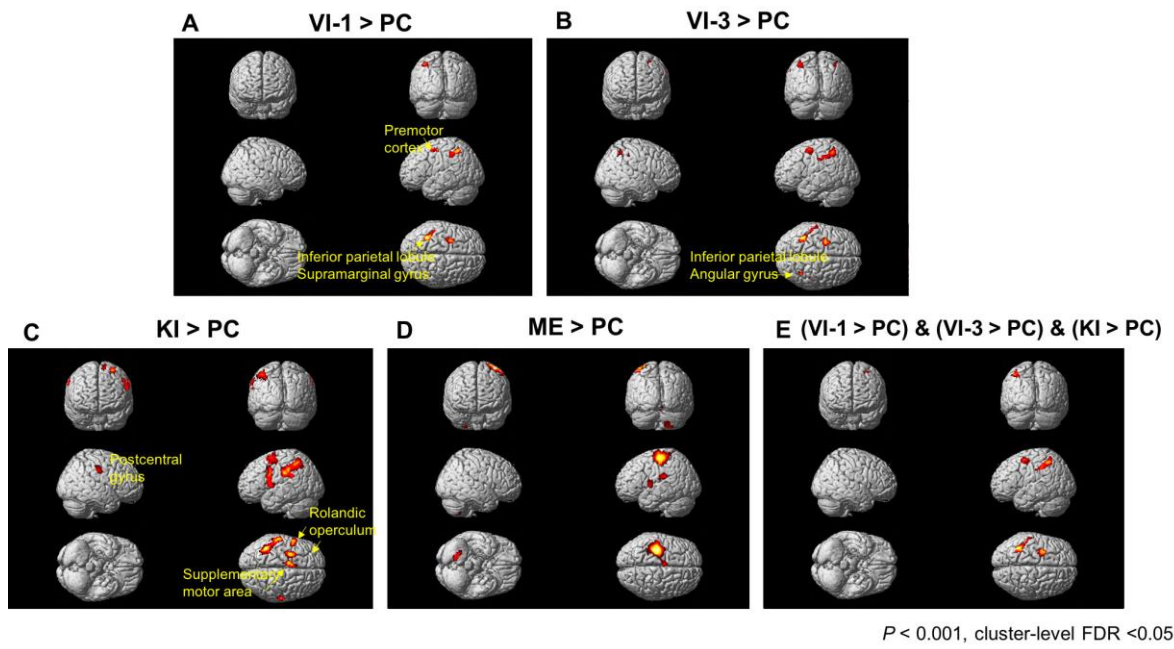 A VI-1 > PC
B VI-3 > PC
Premotor
cortex
Inferior parietal lobule
Supramarginal gyrus
Inferior parietal lobule
Angular gyrus
C KI > PC
D ME > PC
E (VI-1 > PC) & (VI-3 > PC) & (KI > PC)
Postcentral
gyrus
Rolandic
operculum
Supplementary
motor area
P < 0.001, cluster-level FDR <0.05